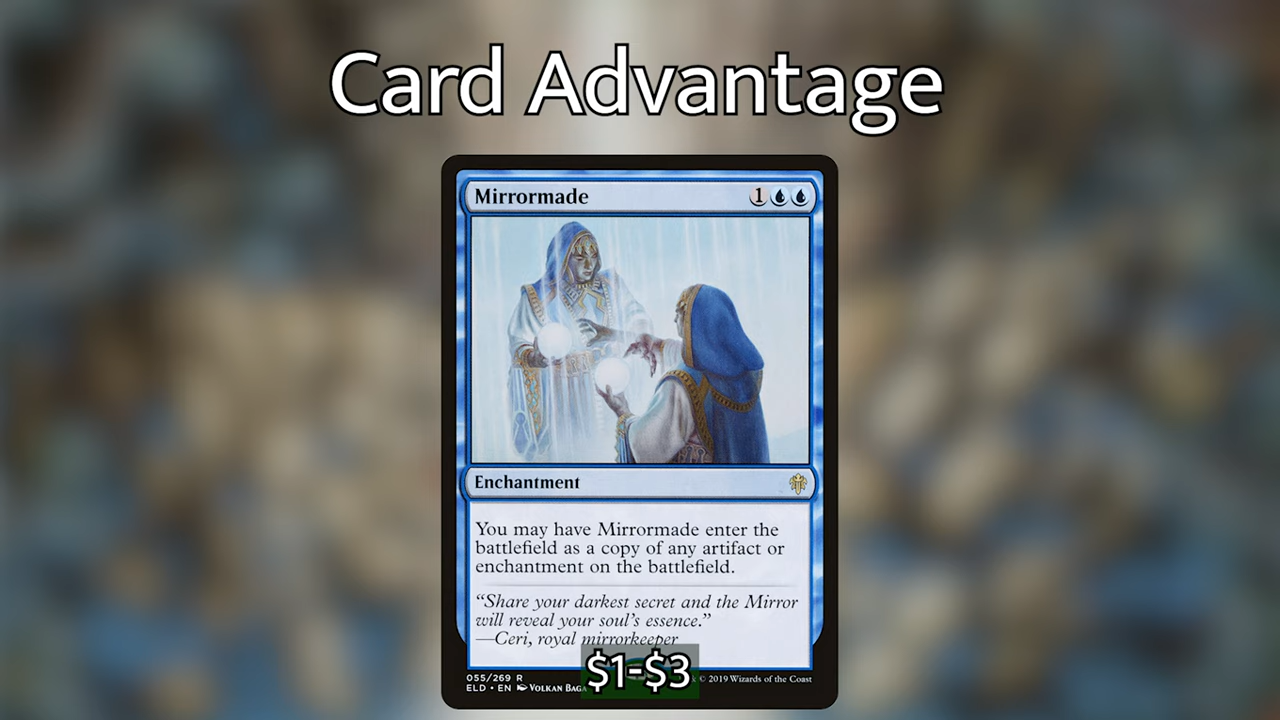 Card Advantage
Mirrormade 1
Enchantment
You may have Mirrormade enter the
battlefield as a copy of any artifact or
enchantment on the battlefield.
“Share your darkest secret and the Mirror
will reveal your soul's essence.”
—Ceri, royal mirrorkeeper
$1-$3
055/269 R
ELD • EN VOLKAN BAGA © 2019 Wizards of the Coast